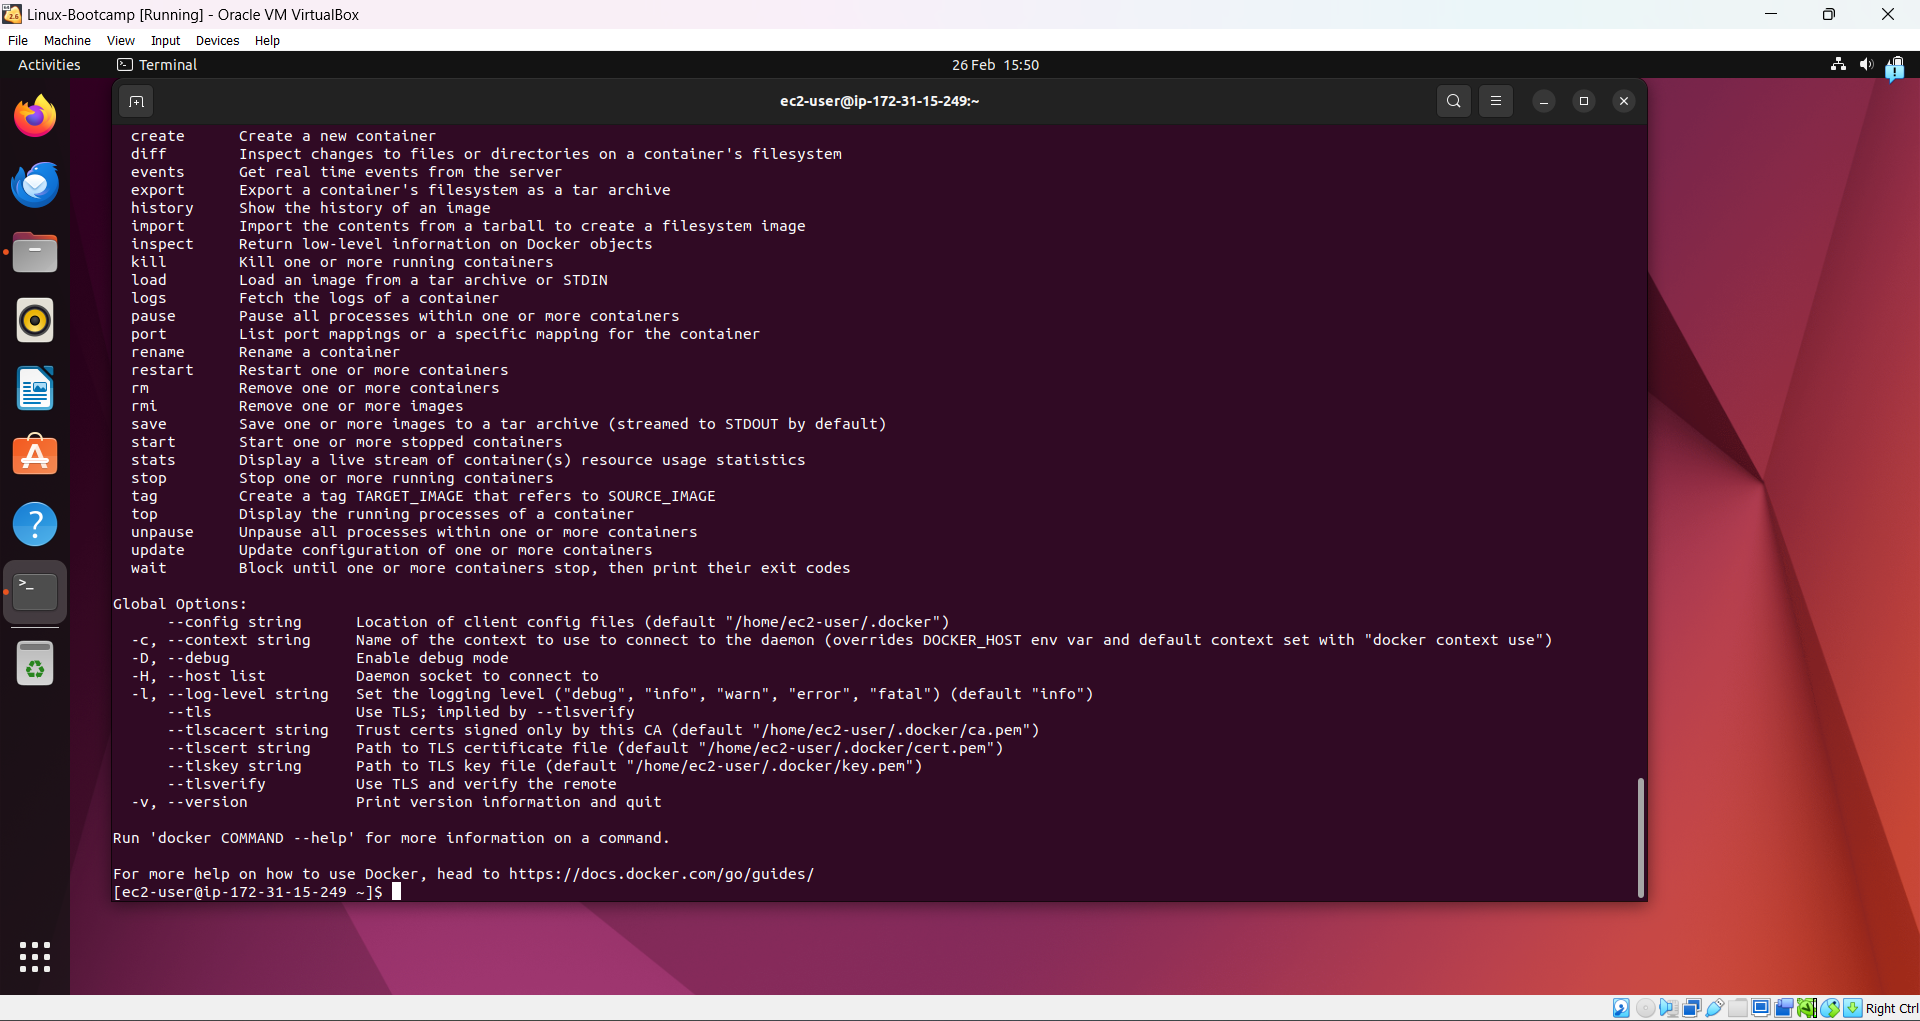 Linux-Bootcamp [Running] - Oracle VM VirtualBox
File Machine View Input Devices Help
Activities Terminal 26 Feb 15:50
ec2-user@ip-172-31-15-249:~
create Create a new container
diff Inspect changes to files or directories on a container's filesystem
events Get real time events from the server
export Export a container's filesystem as a tar archive
history Show the history of an image
import Import the contents from a tarball to create a filesystem image
inspect Return low-level information on Docker objects
kill Kill one or more running containers
load Load an image from a tar archive or STDIN
logs Fetch the logs of a container
pause Pause all processes within one or more containers
port List port mappings or a specific mapping for the container
rename Rename a container
restart Restart one or more containers
rm Remove one or more containers
rmi Remove one or more images
save Save one or more images to a tar archive (streamed to STDOUT by default)
start Start one or more stopped containers
stats Display a live stream of container(s) resource usage statistics
stop Stop one or more running containers
tag Create a tag TARGET_IMAGE that refers to SOURCE_IMAGE
top Display the running processes of a container
unpause Unpause all processes within one or more containers
update Update configuration of one or more containers
wait Block until one or more containers stop, then print their exit codes
Global Options:
--config string Location of client config files (default "/home/ec2-user/.docker")
-c, --context string Name of the context to use to connect to the daemon (overrides DOCKER_HOST env var and default context set with "docker context use")
-D, --debug Enable debug mode
-H, --host list Daemon socket to connect to
-l, --log-level string Set the logging level ("debug", "info", "warn", "error", "fatal") (default "info")
--tls Use TLS; implied by --tlsverify
--tlscacert string Trust certs signed only by this CA (default "/home/ec2-user/.docker/ca.pem")
--tlscert string Path to TLS certificate file (default "/home/ec2-user/.docker/cert.pem")
--tlskey string Path to TLS key file (default "/home/ec2-user/.docker/key.pem")
--tlsverify Use TLS and verify the remote
-v, --version Print version information and quit
Run 'docker COMMAND --help' for more information on a command.
For more help on how to use Docker, head to https://docs.docker.com/go/guides/
[ec2-user@ip-172-31-15-249 ~]$
Right Ctrl